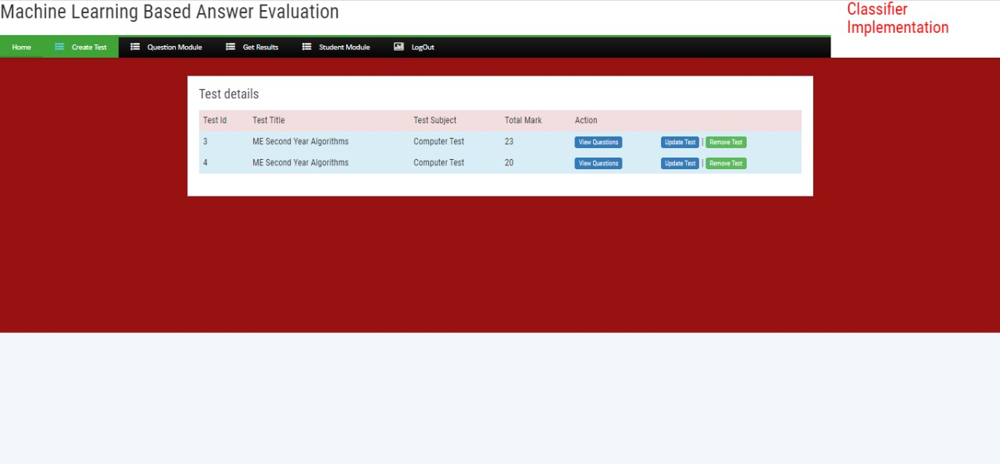 Machine Learning Based Answer Evaluation
Classifier
Implementation
Home Create Test Question Module Get Results Student Module LogOut
Test details
Test Id Test Title Test Subject Total Mark Action
3 ME Second Year Algorithms Computer Test 23 View Questions Update Test | Remove Test
4 ME Second Year Algorithms Computer Test 20 View Questions Update Test | Remove Test